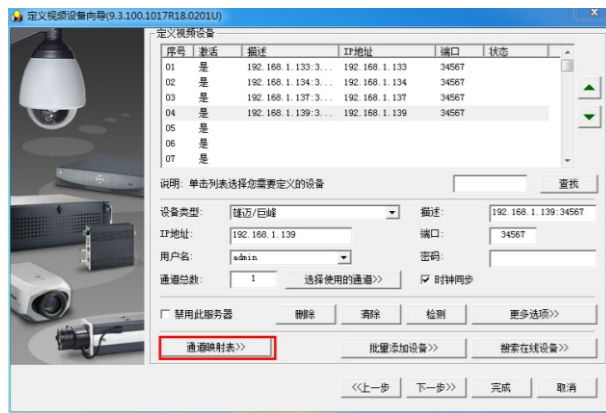 定义视频设备向导(9.3.100.1017R18.0201U)
定义视频设备
序号 激活 描述 IP地址 端口 状态
01 是 192.168.1.133:3... 192.168.1.133 34567
02 是 192.168.1.134:3... 192.168.1.134 34567
03 是 192.168.1.137:3... 192.168.1.137 34567
04 是 192.168.1.139:3... 192.168.1.139 34567
05 是
06 是
07 是
说明: 单击列表选择您需要定义的设备 查找
设备类型: 雄迈/巨峰 描述: 192.168.1.139:34567
IP地址: 192.168.1.139 端口: 34567
用户名: admin 密码:
通道总数: 1 选择使用的通道>> 时钟同步
禁用此服务器 删除 清除 检测 更多选项>>
通道映射表>> 批量添加设备>> 搜索在线设备>>
<<上一步 下一步>> 完成 取消